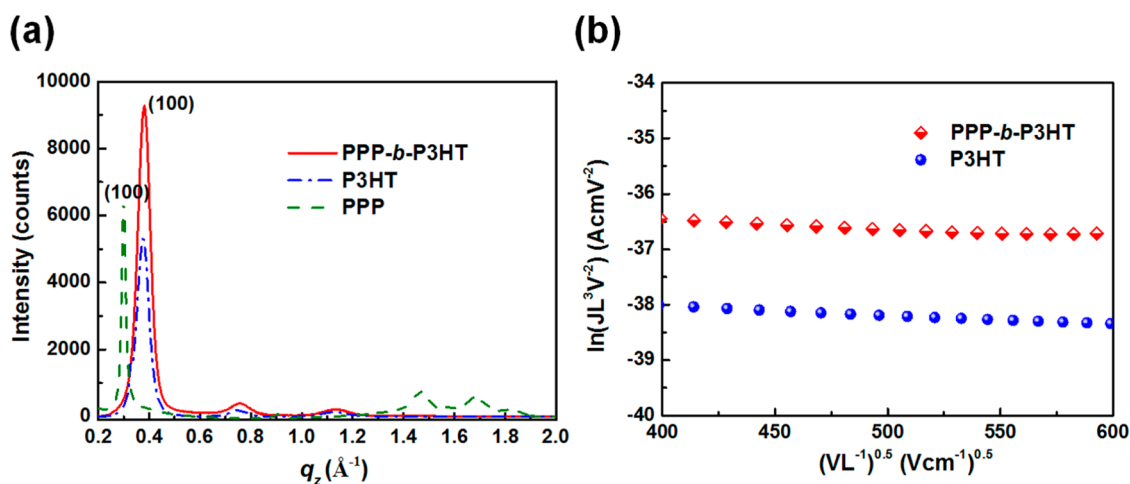 (a)
10000
8000
6000
4000
2000
0
Intensity (counts)
(100)
(100)
PPP-b-P3HT
P3HT
PPP
0.2 0.4 0.6 0.8 1.0 1.2 1.4 1.6 1.8 2.0
qz (Å-1)
(b)
-34
-35
-36
-37
-38
-39
-40
ln(JL3V-2) (AcmV-2)
PPP-b-P3HT
P3HT
400 450 500 550 600
(VL-1)0.5 (Vcm-1)0.5